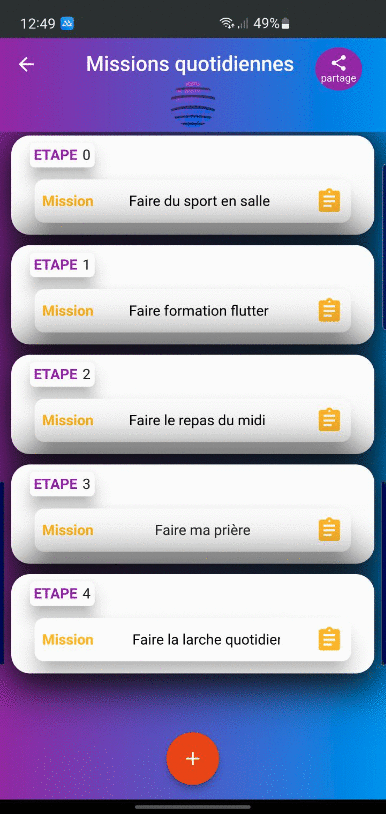 12:49 49%
Missions quotidiennes
partage
ETAPE 0
Mission Faire du sport en salle
ETAPE 1
Mission Faire formation flutter
ETAPE 2
Mission Faire le repas du midi
ETAPE 3
Mission Faire ma prière
ETAPE 4
Mission Faire la larche quotidier